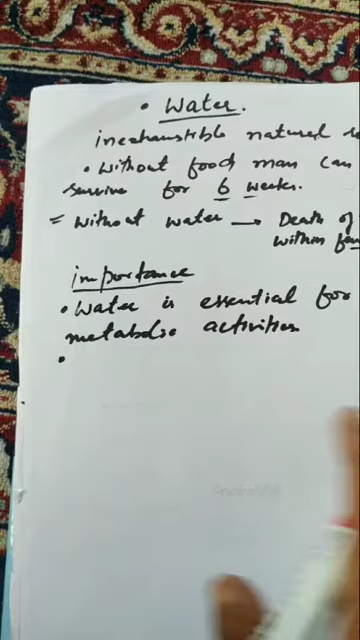 • Water.
inexhaustible natural
• Without food man can
survive for 6 weeks.
= Without water → Death of
within
importance
• Water is essential for
metabolic activities
•